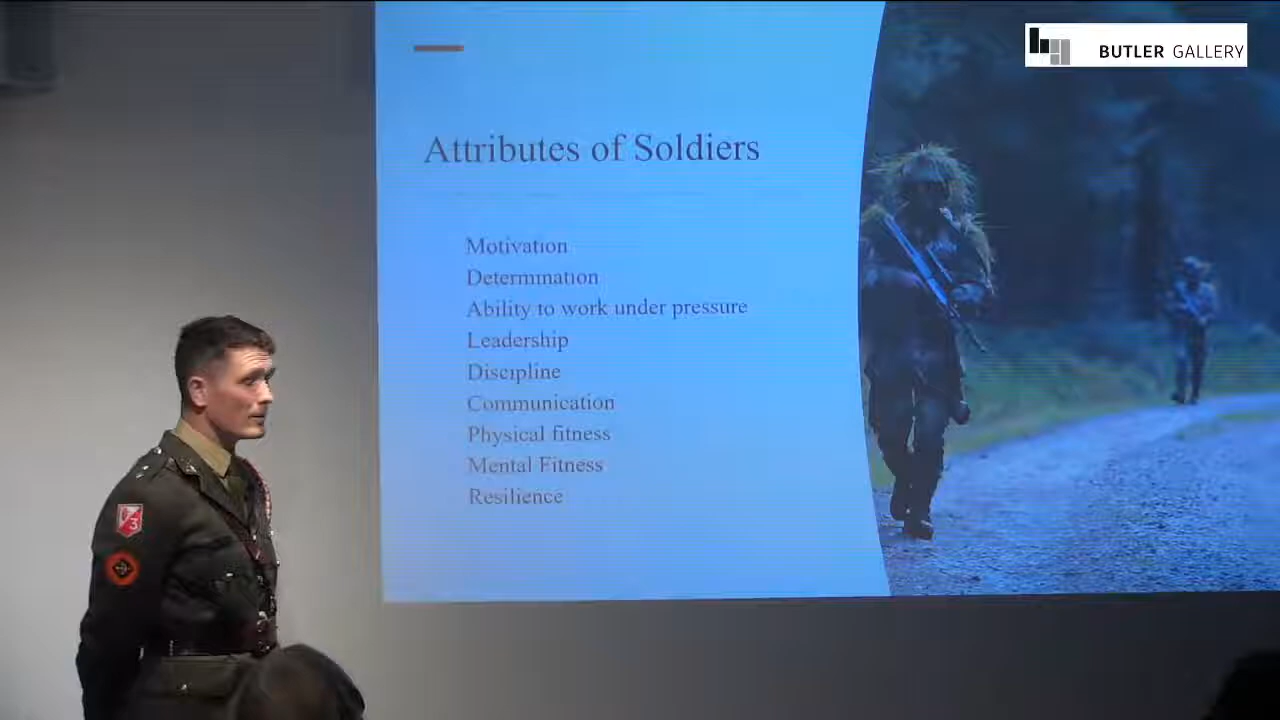 BUTLER GALLERY
Attributes of Soldiers
Motivation
Determination
Ability to work under pressure
Leadership
Discipline
Communication
Physical fitness
Mental Fitness
Resilience
3